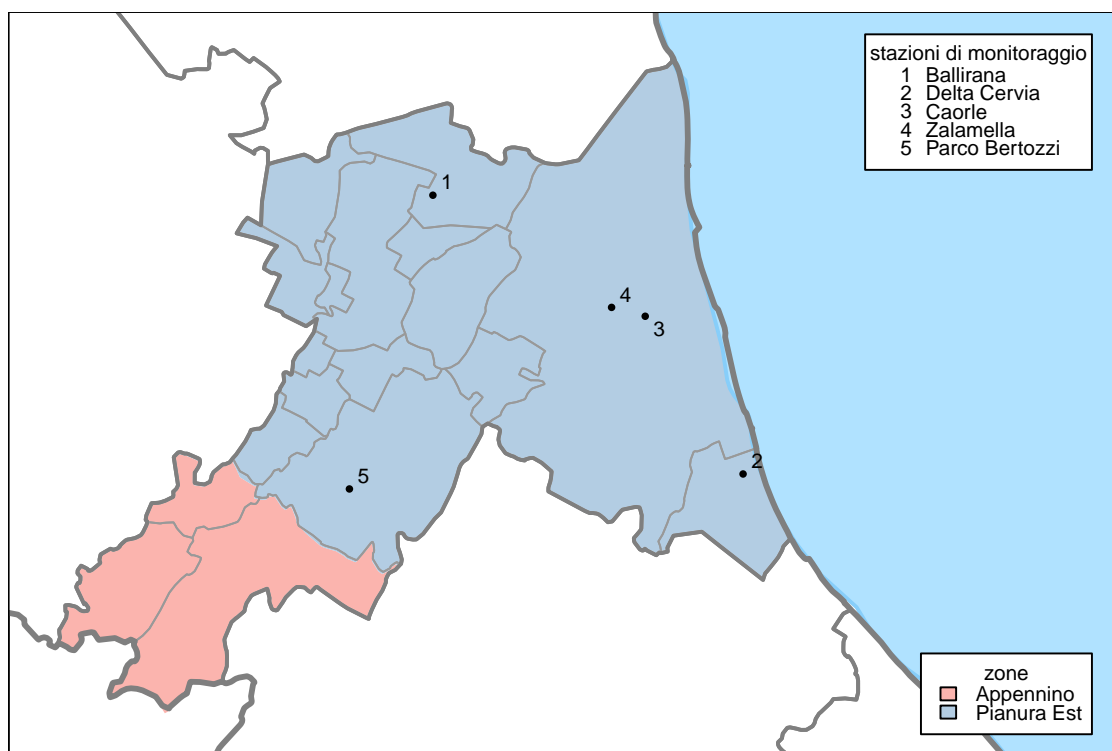 stazioni di monitoraggio
1 Ballirana
2 Delta Cervia
3 Caorle
4 Zalamella
5 Parco Bertozzi
1
4
3
2
5
zone
Appennino
Pianura Est